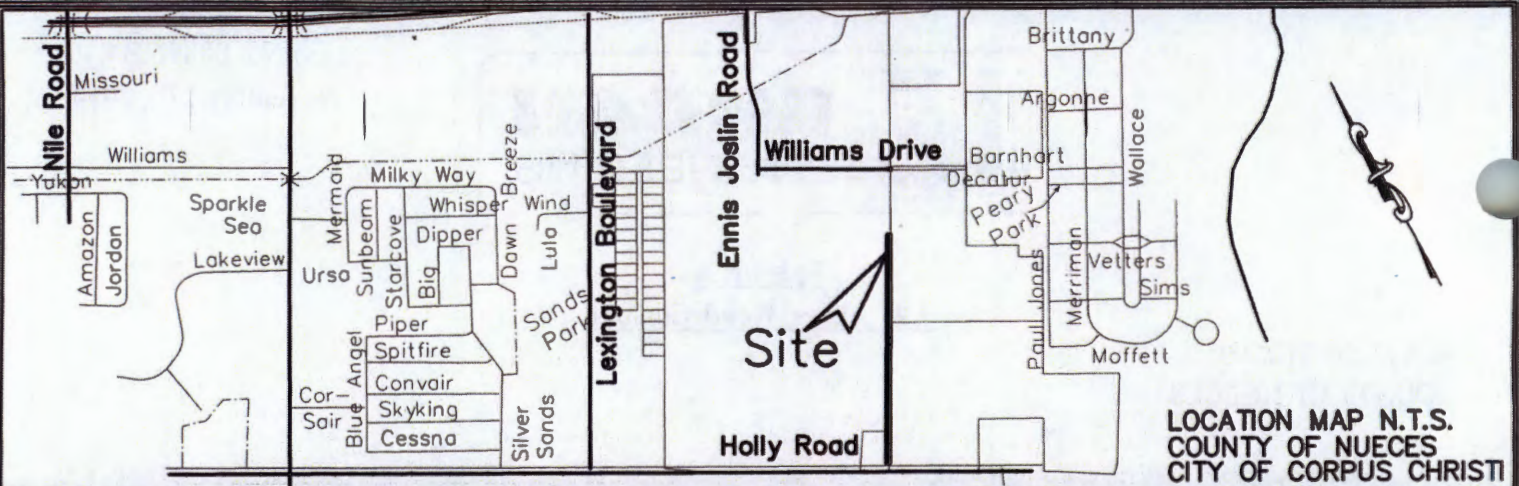 Nile Road
Missouri
Williams
Yukon
Amazon
Jordan
Sparkle
Sea
Lakeview
Mermaid
Milky Way
Whisper
Dipper
Sunbeam
Starcove
Big
Ursa
Dawn Breeze
Wind
Lula
Sands
Park
Piper
Spitfire
Convair
Skyking
Cessna
Blue Angel
Cor-
Sair
Silver
Sands
Lexington Boulevard
Ennis Joslin Road
Williams Drive
Site
Holly Road
Brittany
Argonne
Wallace
Barnhart
Decatur
Peary
Park
Merriman
Vetters
Sims
Paul Jones
Moffett
LOCATION MAP N.T.S.
COUNTY OF NUECES
CITY OF CORPUS CHRISTI